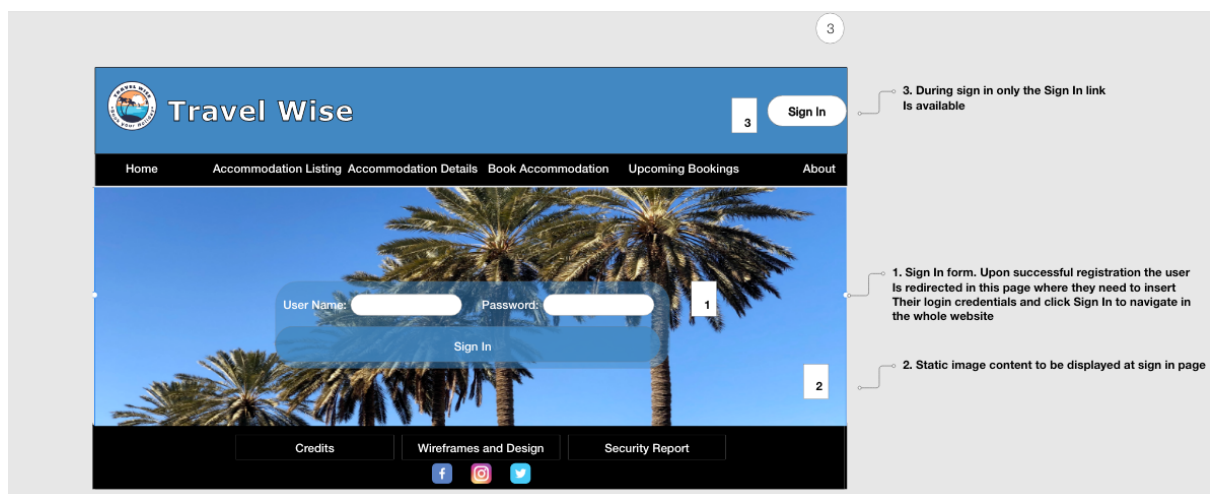 3
Travel Wise
3
Sign In
3. During sign in only the Sign In link
Is available
Home Accommodation Listing Accommodation Details Book Accommodation Upcoming Bookings About
1. Sign In form. Upon successful registration the user
Is redirected in this page where they need to insert
Their login credentials and click Sign In to navigate in
the whole website
User Name: Password: 1
Sign In
2. Static image content to be displayed at sign in page
2
Credits Wireframes and Design Security Report